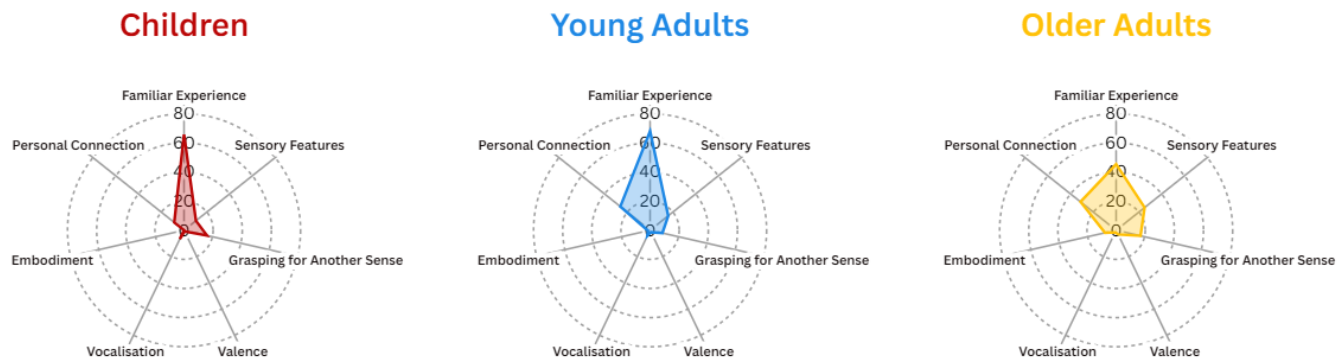 Children
Familiar Experience
80
60
40
20
0
Personal Connection
Sensory Features
Embodiment
Grasping for Another Sense
Vocalisation
Valence
Young Adults
Familiar Experience
80
60
40
20
0
Personal Connection
Sensory Features
Embodiment
Grasping for Another Sense
Vocalisation
Valence
Older Adults
Familiar Experience
80
60
40
20
0
Personal Connection
Sensory Features
Embodiment
Grasping for Another Sense
Vocalisation
Valence